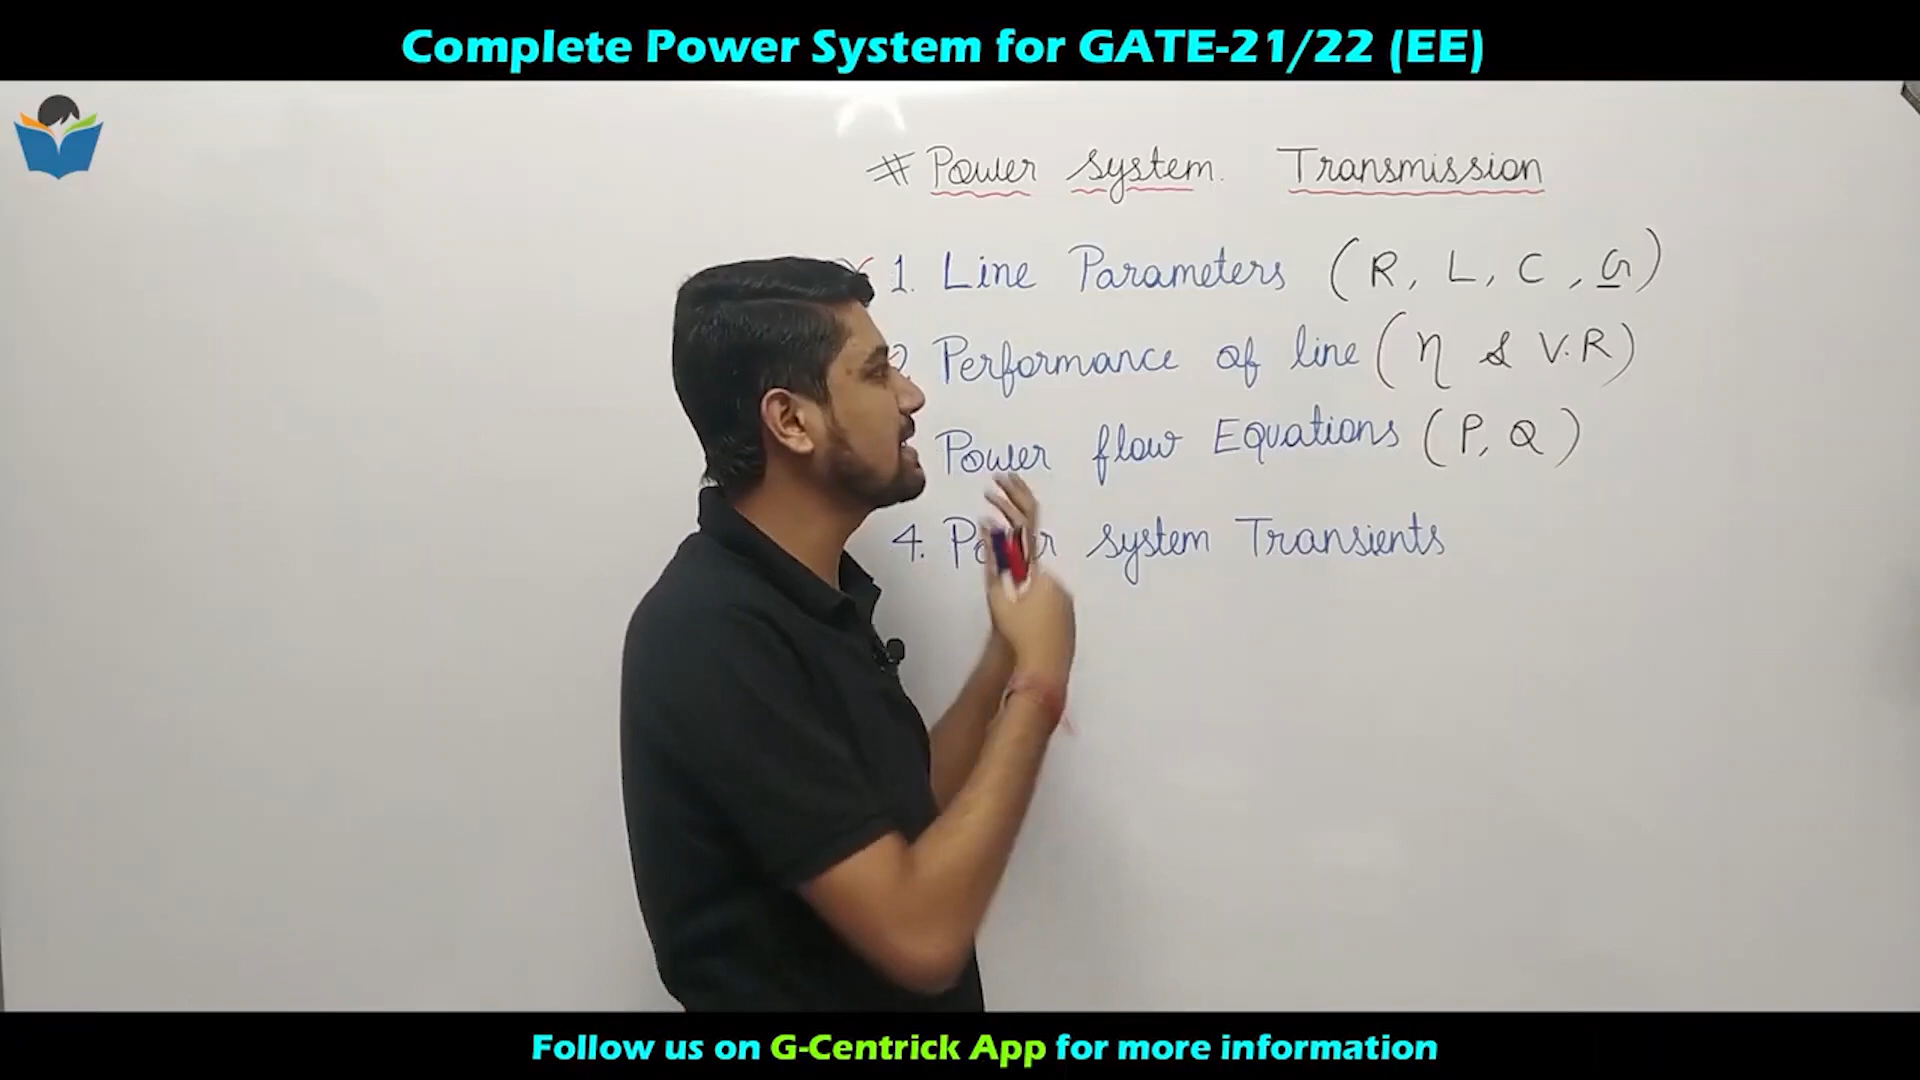 Complete Power System for GATE-21/22 (EE)
# Power System. Transmission
1. Line Parameters (R, L, C, G)
Performance of line (η & V.R)
Power flow Equations (P, Q)
4. Power System Transients
Follow us on G-Centrick App for more information